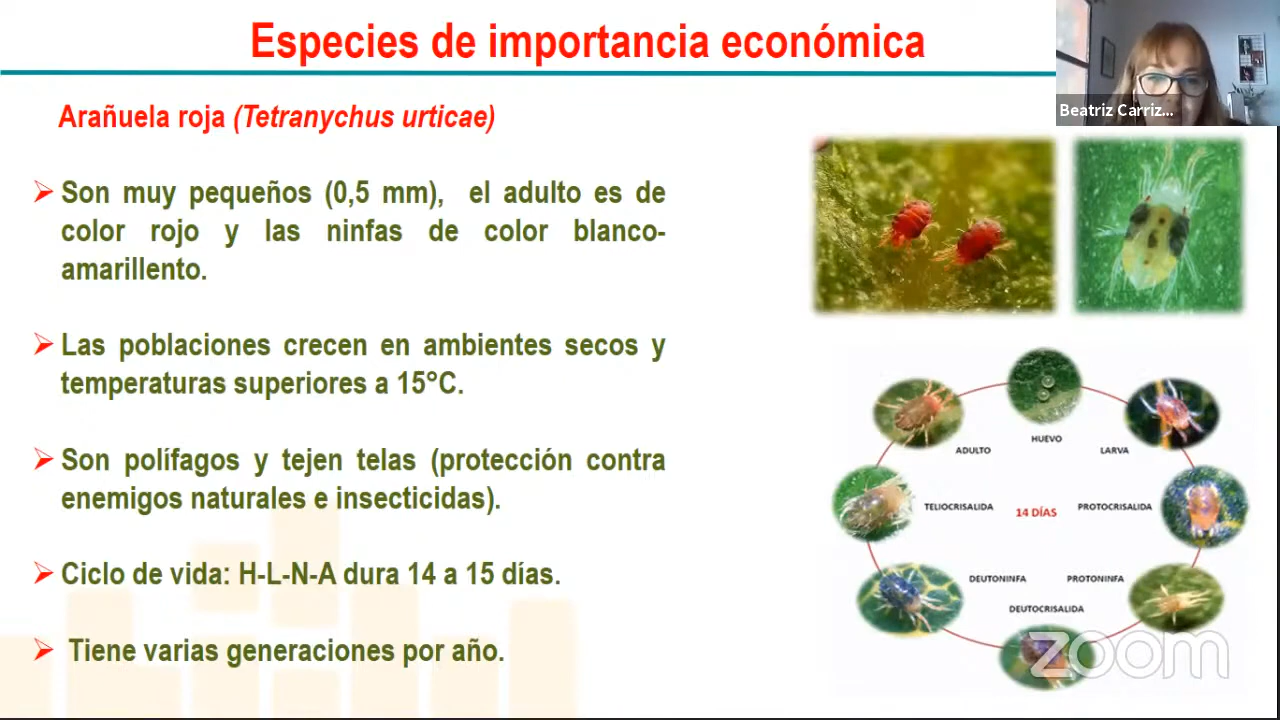 Especies de importancia económica
Beatriz Carriz...
Arañuela roja (Tetranychus urticae)
Son muy pequeños (0,5 mm), el adulto es de
color rojo y las ninfas de color blanco-
amarillento.
Las poblaciones crecen en ambientes secos y
temperaturas superiores a 15°C.
Son polífagos y tejen telas (protección contra
enemigos naturales e insecticidas).
Ciclo de vida: H-L-N-A dura 14 a 15 días.
Tiene varias generaciones por año.
HUEVO
ADULTO
LARVA
TELIOCRISALIDA
14 DÍAS
PROTOCRISALIDA
DEUTONINFA
PROTONINFA
DEUTOCRISALIDA
zoom